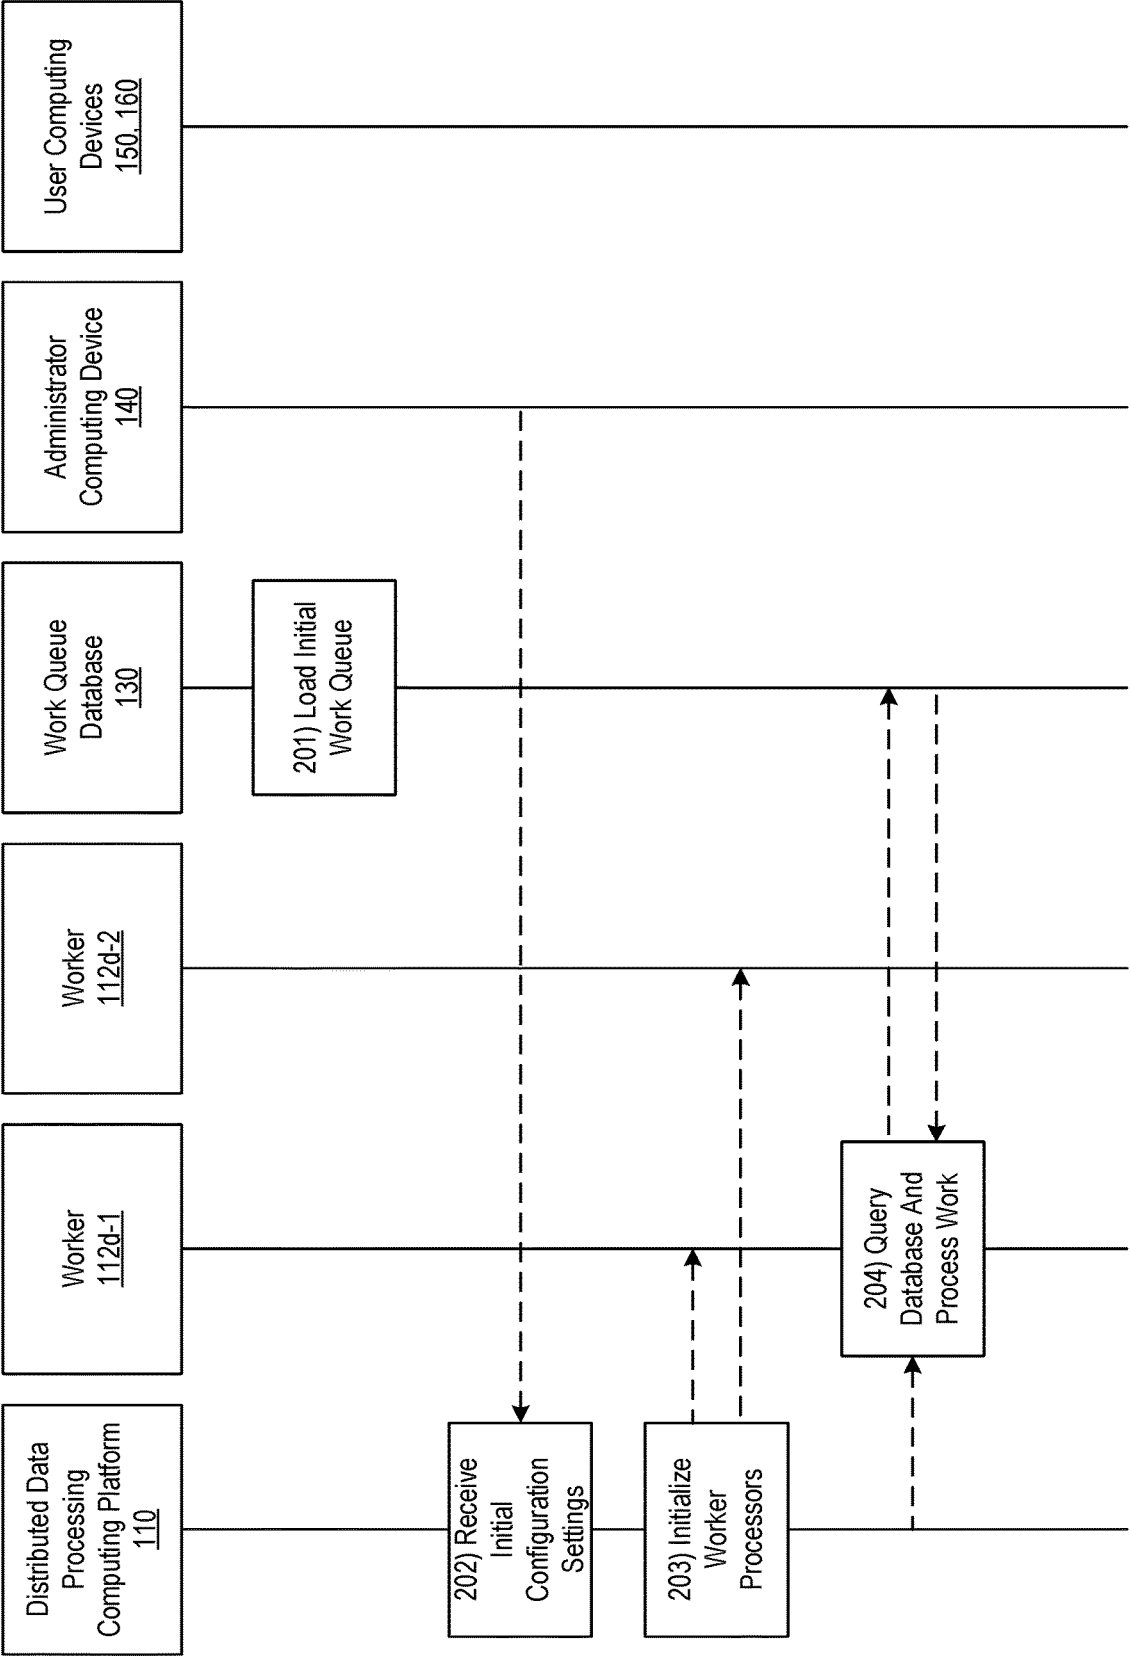 Distributed Data
Processing
Computing Platform
110
Worker
112d-1
Worker
112d-2
Work Queue
Database
130
Administrator
Computing Device
140
User Computing
Devices
150, 160
201) Load Initial
Work Queue
202) Receive
Initial
Configuration
Settings
203) Initialize
Worker
Processors
204) Query
Database And
Process Work